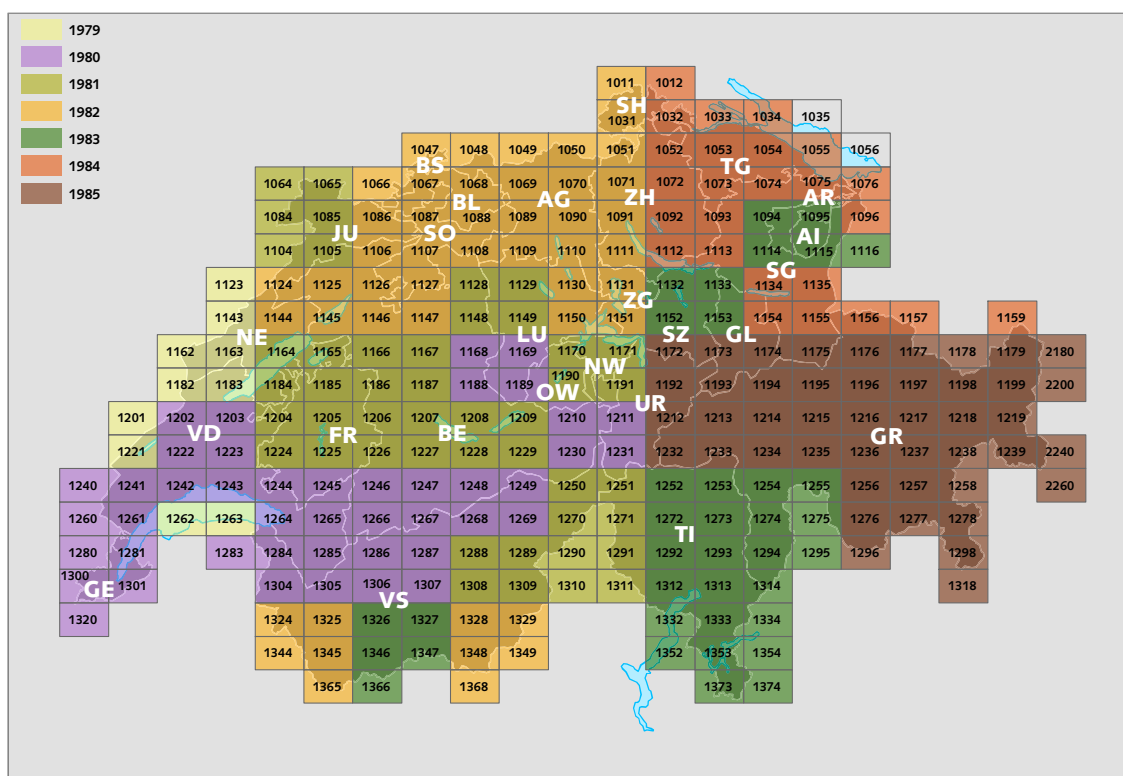 1979
1980
1981
1982
1983
1984
1985
1011 1012
SH
1031 1032 1033 1034 1035
1047 1048 1049 1050 1051 1052 1053 1054 1055 1056
BS TG
1064 1065 1066 1067 1068 1069 1070 1071 1072 1073 1074 1075 1076
BL AG ZH AR
1084 1085 1086 1087 1088 1089 1090 1091 1092 1093 1094 1095 1096
JU SO AI
1104 1105 1106 1107 1108 1109 1110 1111 1112 1113 1114 1115 1116
SG
1123 1124 1125 1126 1127 1128 1129 1130 1131 1132 1133 1134 1135
ZG
1143 1144 1145 1146 1147 1148 1149 1150 1151 1152 1153 1154 1155 1156 1157 1159
NE LU SZ GL
1162 1163 1164 1165 1166 1167 1168 1169 1170 1171 1172 1173 1174 1175 1176 1177 1178 1179 2180
NW
1182 1183 1184 1185 1186 1187 1188 1189 1190 1191 1192 1193 1194 1195 1196 1197 1198 1199 2200
OW UR
1201 1202 1203 1204 1205 1206 1207 1208 1209 1210 1211 1212 1213 1214 1215 1216 1217 1218 1219
VD FR BE GR
1221 1222 1223 1224 1225 1226 1227 1228 1229 1230 1231 1232 1233 1234 1235 1236 1237 1238 1239 2240
1240 1241 1242 1243 1244 1245 1246 1247 1248 1249 1250 1251 1252 1253 1254 1255 1256 1257 1258 2260
1260 1261 1262 1263 1264 1265 1266 1267 1268 1269 1270 1271 1272 1273 1274 1275 1276 1277 1278
TI
1280 1281 1283 1284 1285 1286 1287 1288 1289 1290 1291 1292 1293 1294 1295 1296 1298
1300 1301 1304 1305 1306 1307 1308 1309 1310 1311 1312 1313 1314 1318
GE VS
1320 1324 1325 1326 1327 1328 1329 1332 1333 1334
1344 1345 1346 1347 1348 1349 1352 1353 1354
1365 1366 1368 1373 1374